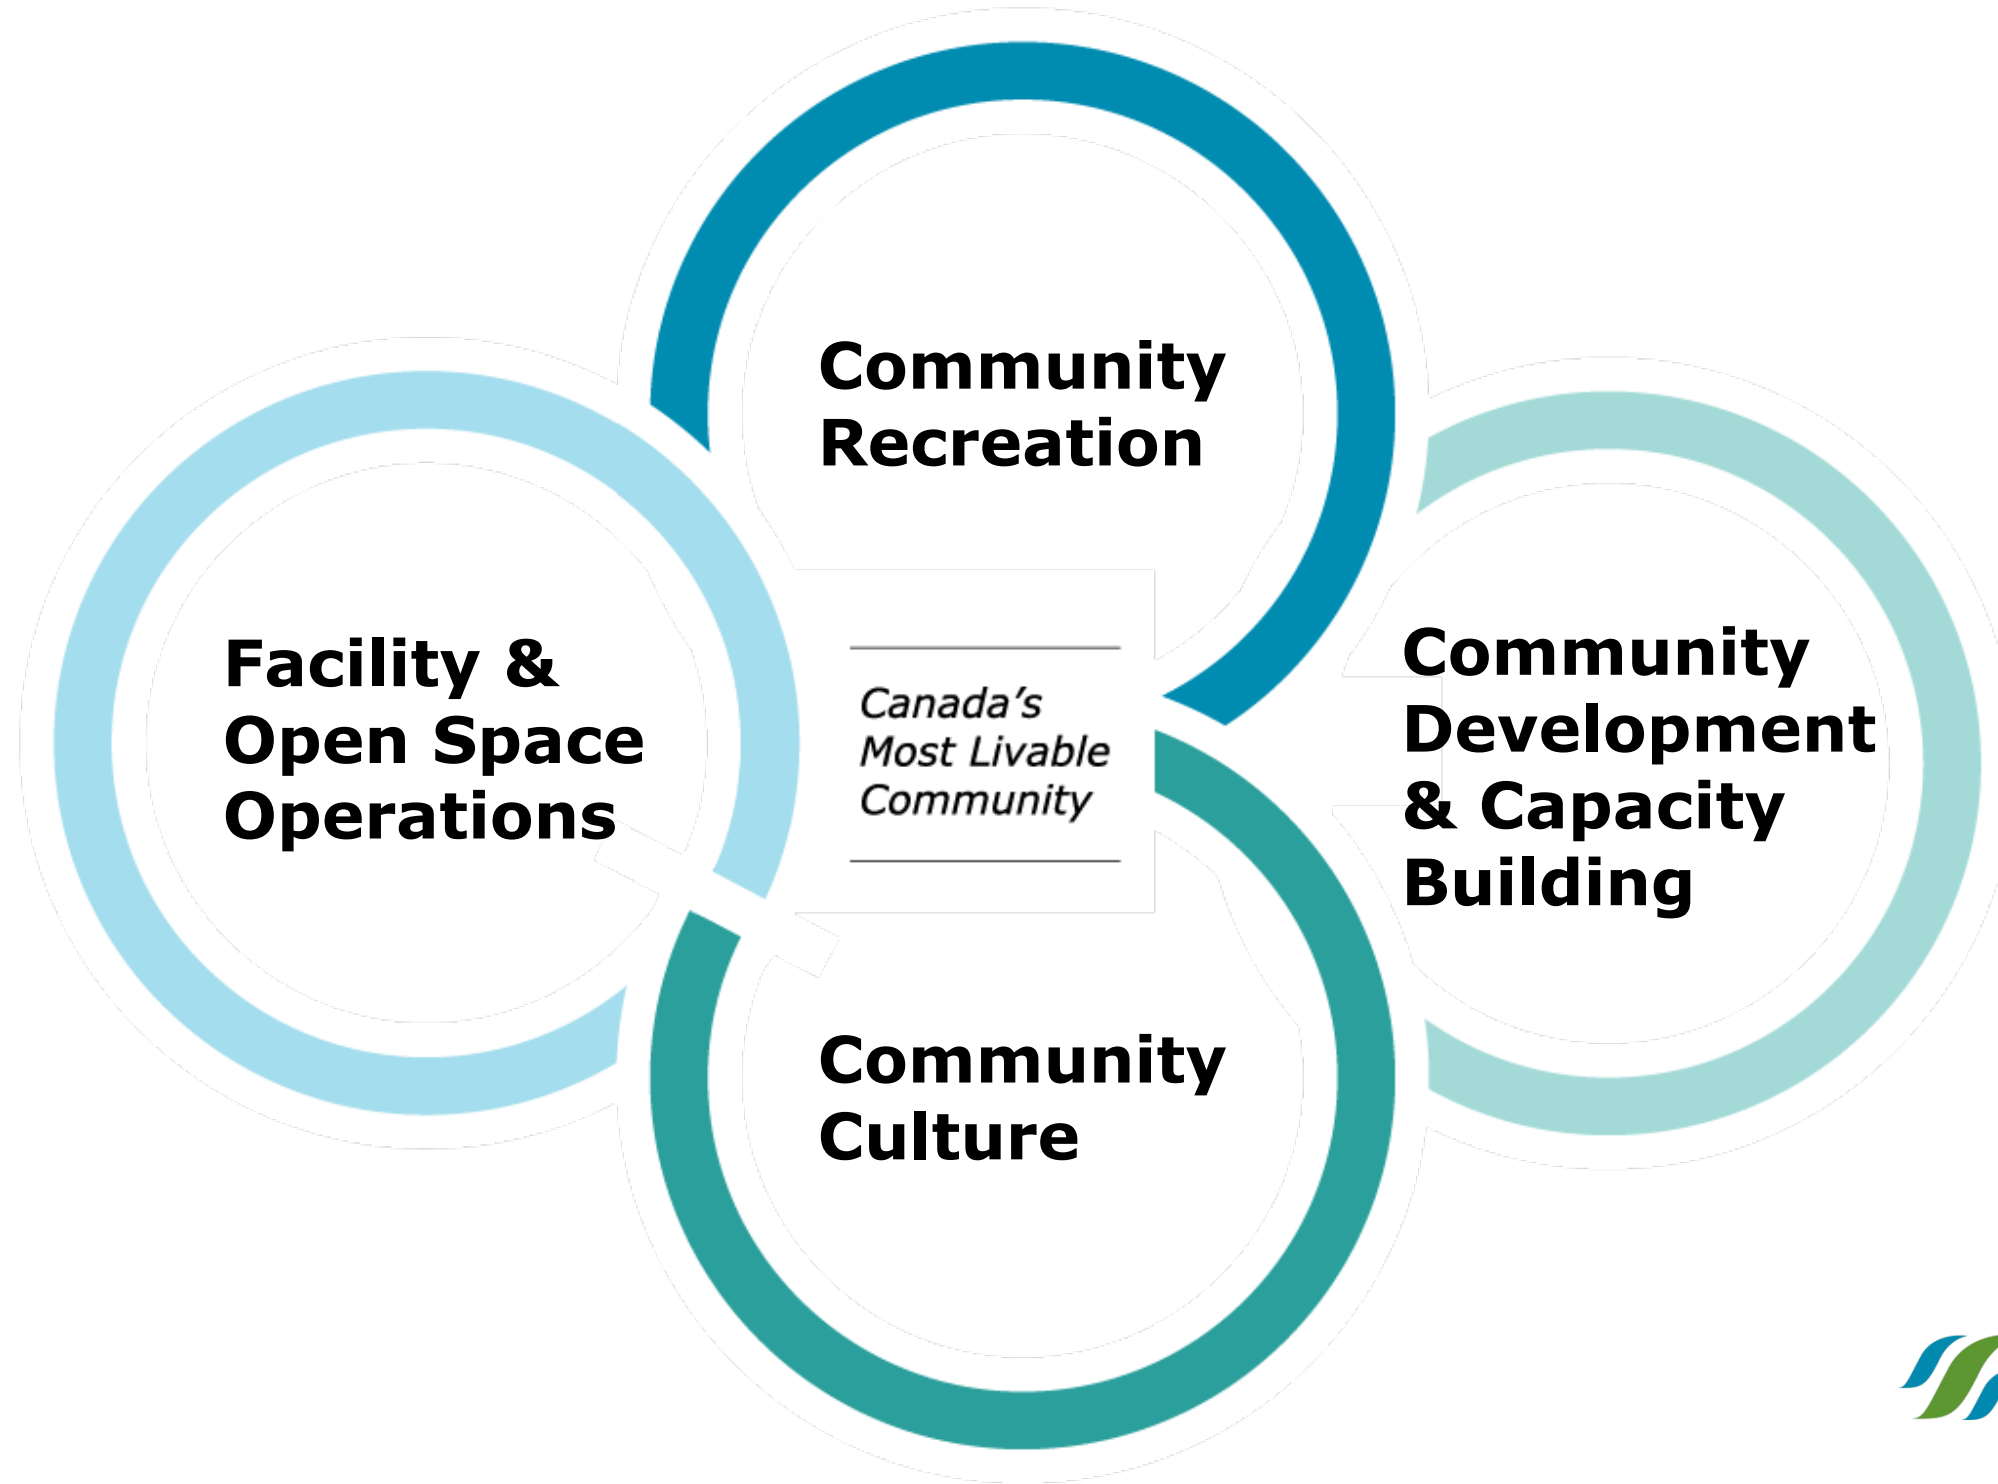 Community
Recreation
Facility &
Open Space
Operations
Canada's
Most Livable
Community
Community
Development
& Capacity
Building
Community
Culture